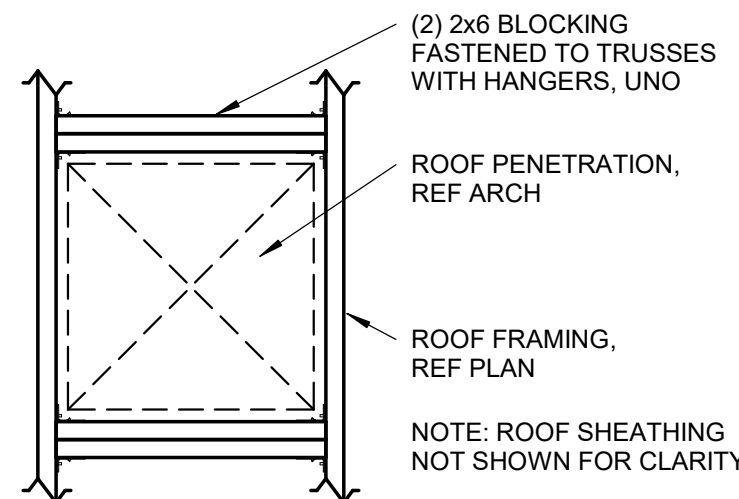 (2) 2x6 BLOCKING
FASTENED TO TRUSSES
WITH HANGERS, UNO
ROOF PENETRATION,
REF ARCH
ROOF FRAMING,
REF PLAN
NOTE: ROOF SHEATHING
NOT SHOWN FOR CLARITY